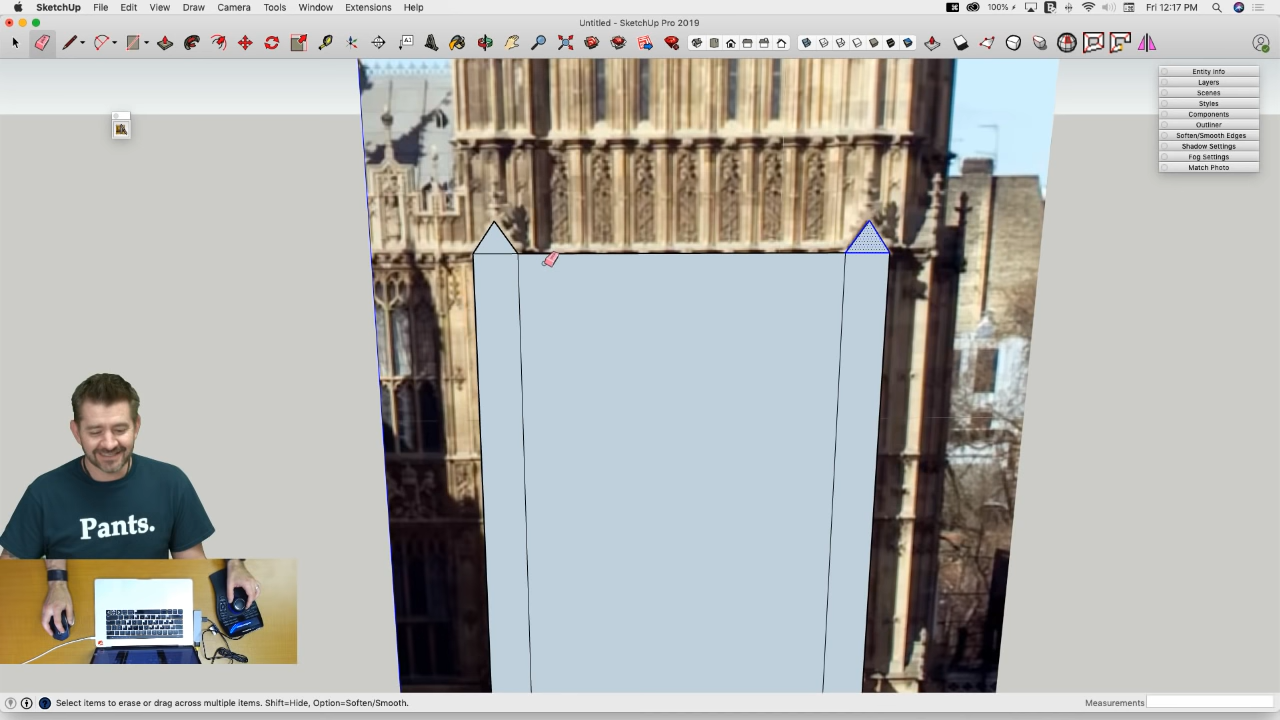 SketchUp File Edit View Draw Camera Tools Window Extensions Help 100% Fri 12:17 PM
Untitled - SketchUp Pro 2019
Entity Info
Layers
Scenes
Styles
Components
Outliner
Soften/Smooth Edges
Shadow Settings
Fog Settings
Match Photo
Pants.
Select items to erase or drag across multiple items. Shift=Hide, Option=Soften/Smooth. Measurements